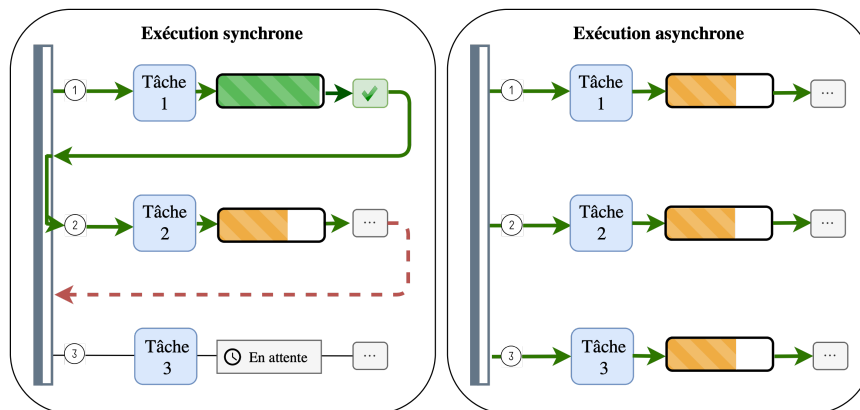 Exécution synchrone
1
Tâche
1
2
Tâche
2
...
3
Tâche
3
En attente
...
Exécution asynchrone
1
Tâche
1
...
2
Tâche
2
...
3
Tâche
3
...